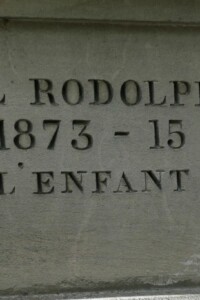 L RODOLP
1873 - 15
L'ENFANT